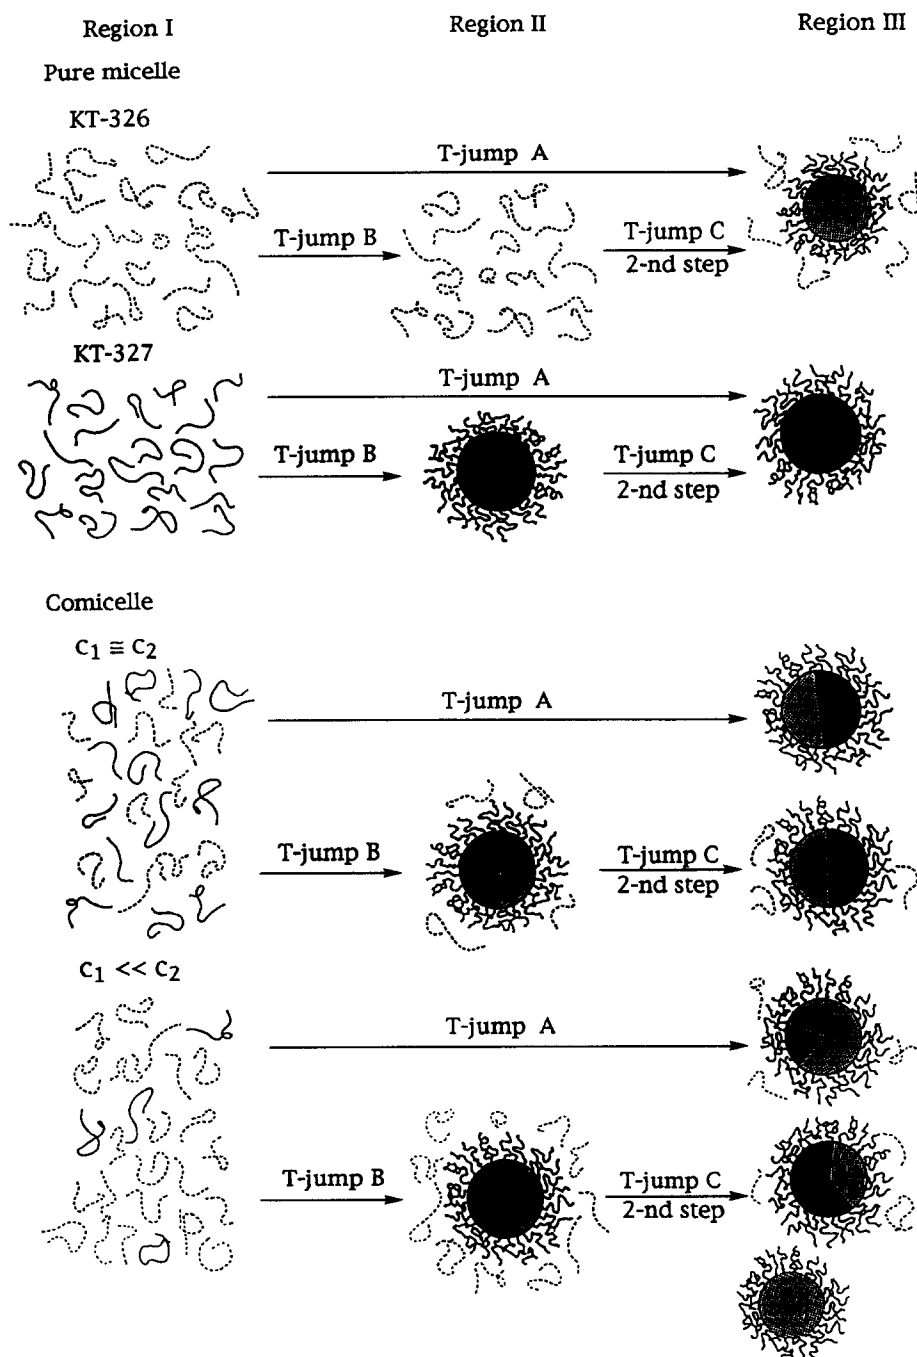 Region I
Region II
Region III
Pure micelle
KT-326
T-jump A
T-jump B
T-jump C
2-nd step
KT-327
T-jump A
T-jump B
T-jump C
2-nd step
Comicelle
c₁ ≅ c₂
T-jump A
T-jump B
T-jump C
2-nd step
c₁ << c₂
T-jump A
T-jump B
T-jump C
2-nd step